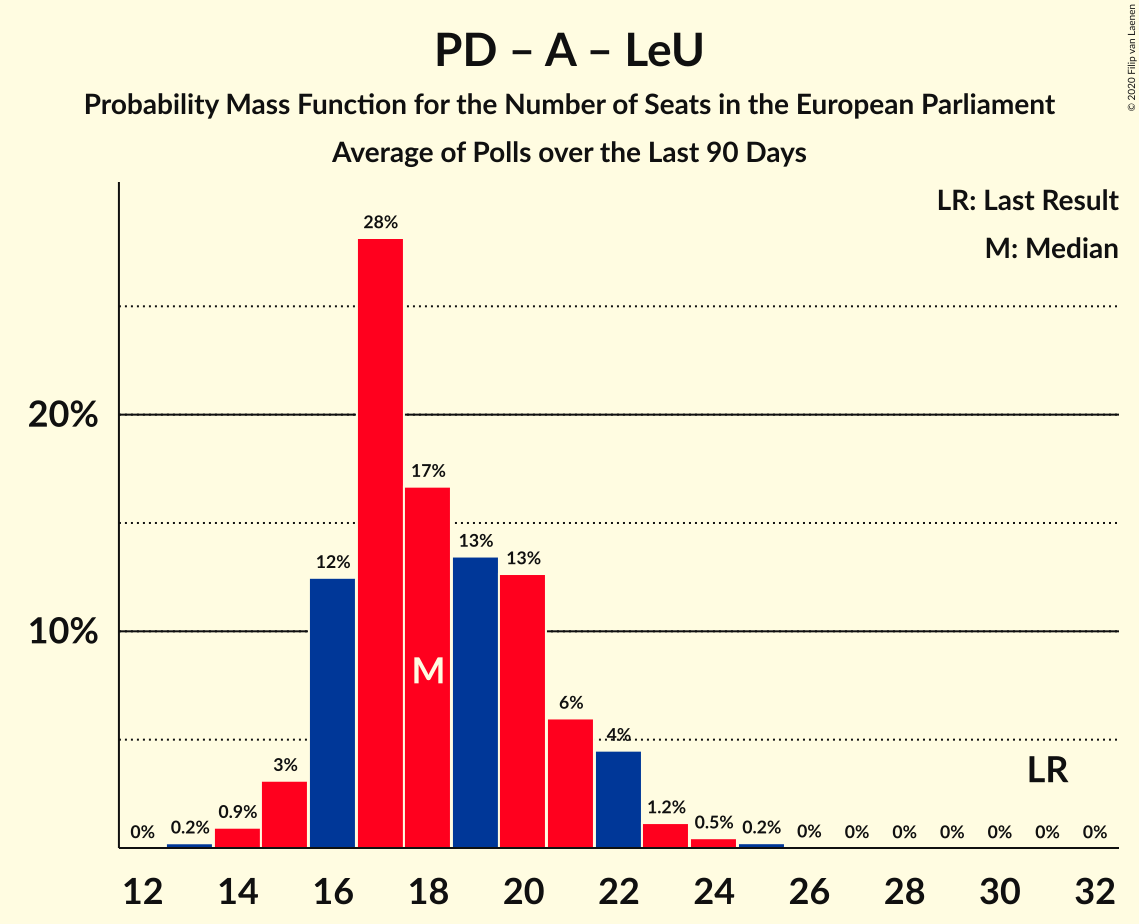 © 2020 Filip van Laenen
PD – A – LeU
Probability Mass Function for the Number of Seats in the European Parliament
Average of Polls over the Last 90 Days
LR: Last Result
M: Median
28%
20%
17%
13%
13%
12%
10%
M
6%
4%
LR
3%
1.2%
0.9%
0.5%
0% 0.2% 0.2% 0% 0% 0% 0% 0% 0% 0%
12 14 16 18 20 22 24 26 28 30 32